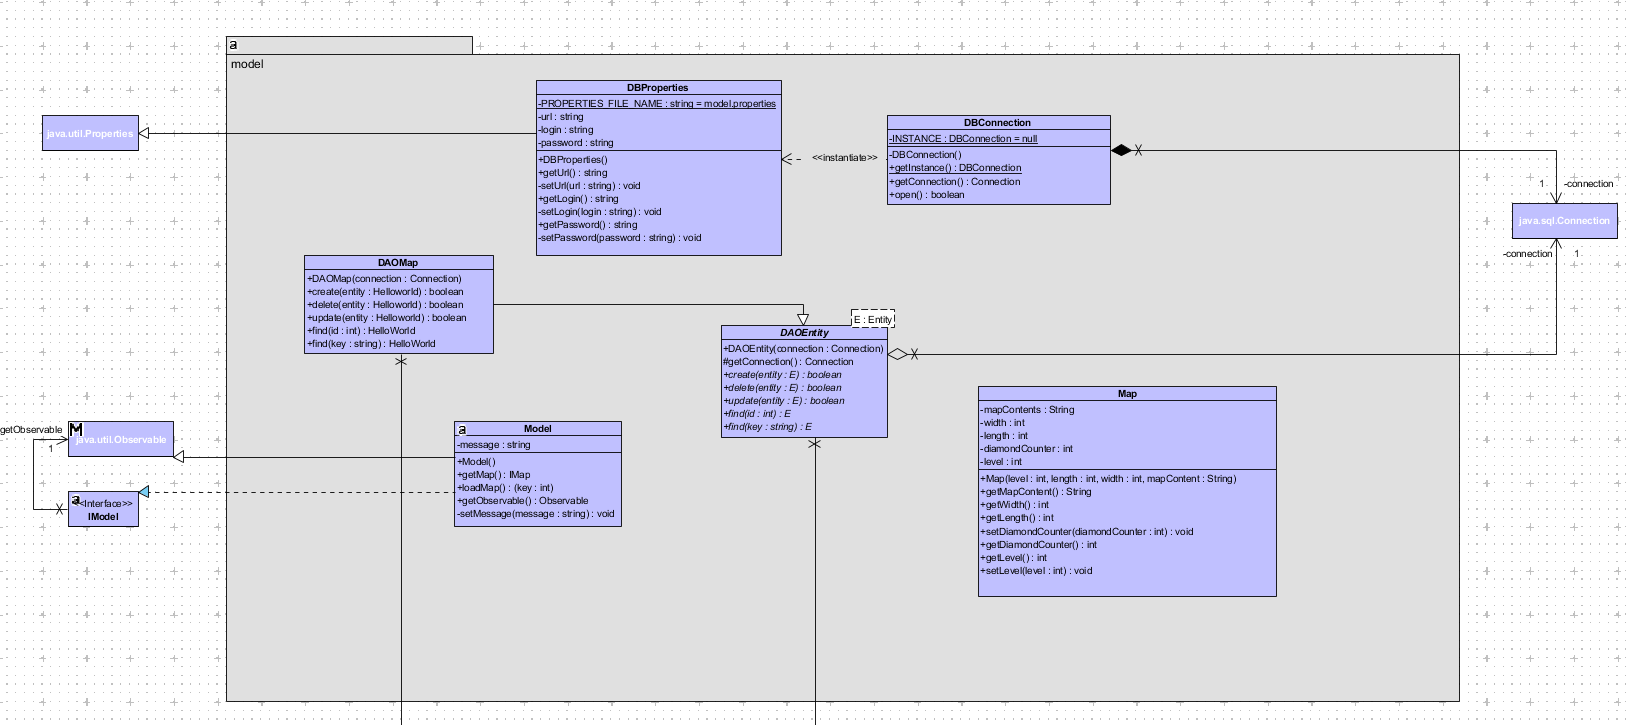 a
model
DBProperties
-PROPERTIES_FILE_NAME : string = model.properties
-url : string
-login : string
-password : string
+DBProperties()
+getUrl() : string
-setUrl(url : string) : void
+getLogin() : string
-setLogin(login : string) : void
+getPassword() : string
-setPassword(password : string) : void
java.util.Properties
<<instantiate>>
DBConnection
-INSTANCE : DBConnection = null
-DBConnection()
+getInstance() : DBConnection
+getConnection() : Connection
+open() : boolean
1
-connection
java.sql.Connection
-connection
1
DAOMap
+DAOMap(connection : Connection)
+create(entity : Helloworld) : boolean
+delete(entity : Helloworld) : boolean
+update(entity : Helloworld) : boolean
+find(id : int) : HelloWorld
+find(key : string) : HelloWorld
E : Entity
DAOEntity
+DAOEntity(connection : Connection)
#getConnection() : Connection
+create(entity : E) : boolean
+delete(entity : E) : boolean
+update(entity : E) : boolean
+find(id : int) : E
+find(key : string) : E
Map
-mapContents : String
-width : int
-length : int
-diamondCounter : int
-level : int
+Map(level : int, length : int, width : int, mapContent : String)
+getMapContent() : String
+getWidth() : int
+getLength() : int
+setDiamondCounter(diamondCounter : int) : void
+getDiamondCounter() : int
+getLevel() : int
+setLevel(level : int) : void
getObservable
1
M
java.util.Observable
a
<<Interface>>
IModel
a
Model
-message : string
+Model()
+getMap() : IMap
+loadMap() : (key : int)
+getObservable() : Observable
-setMessage(message : string) : void